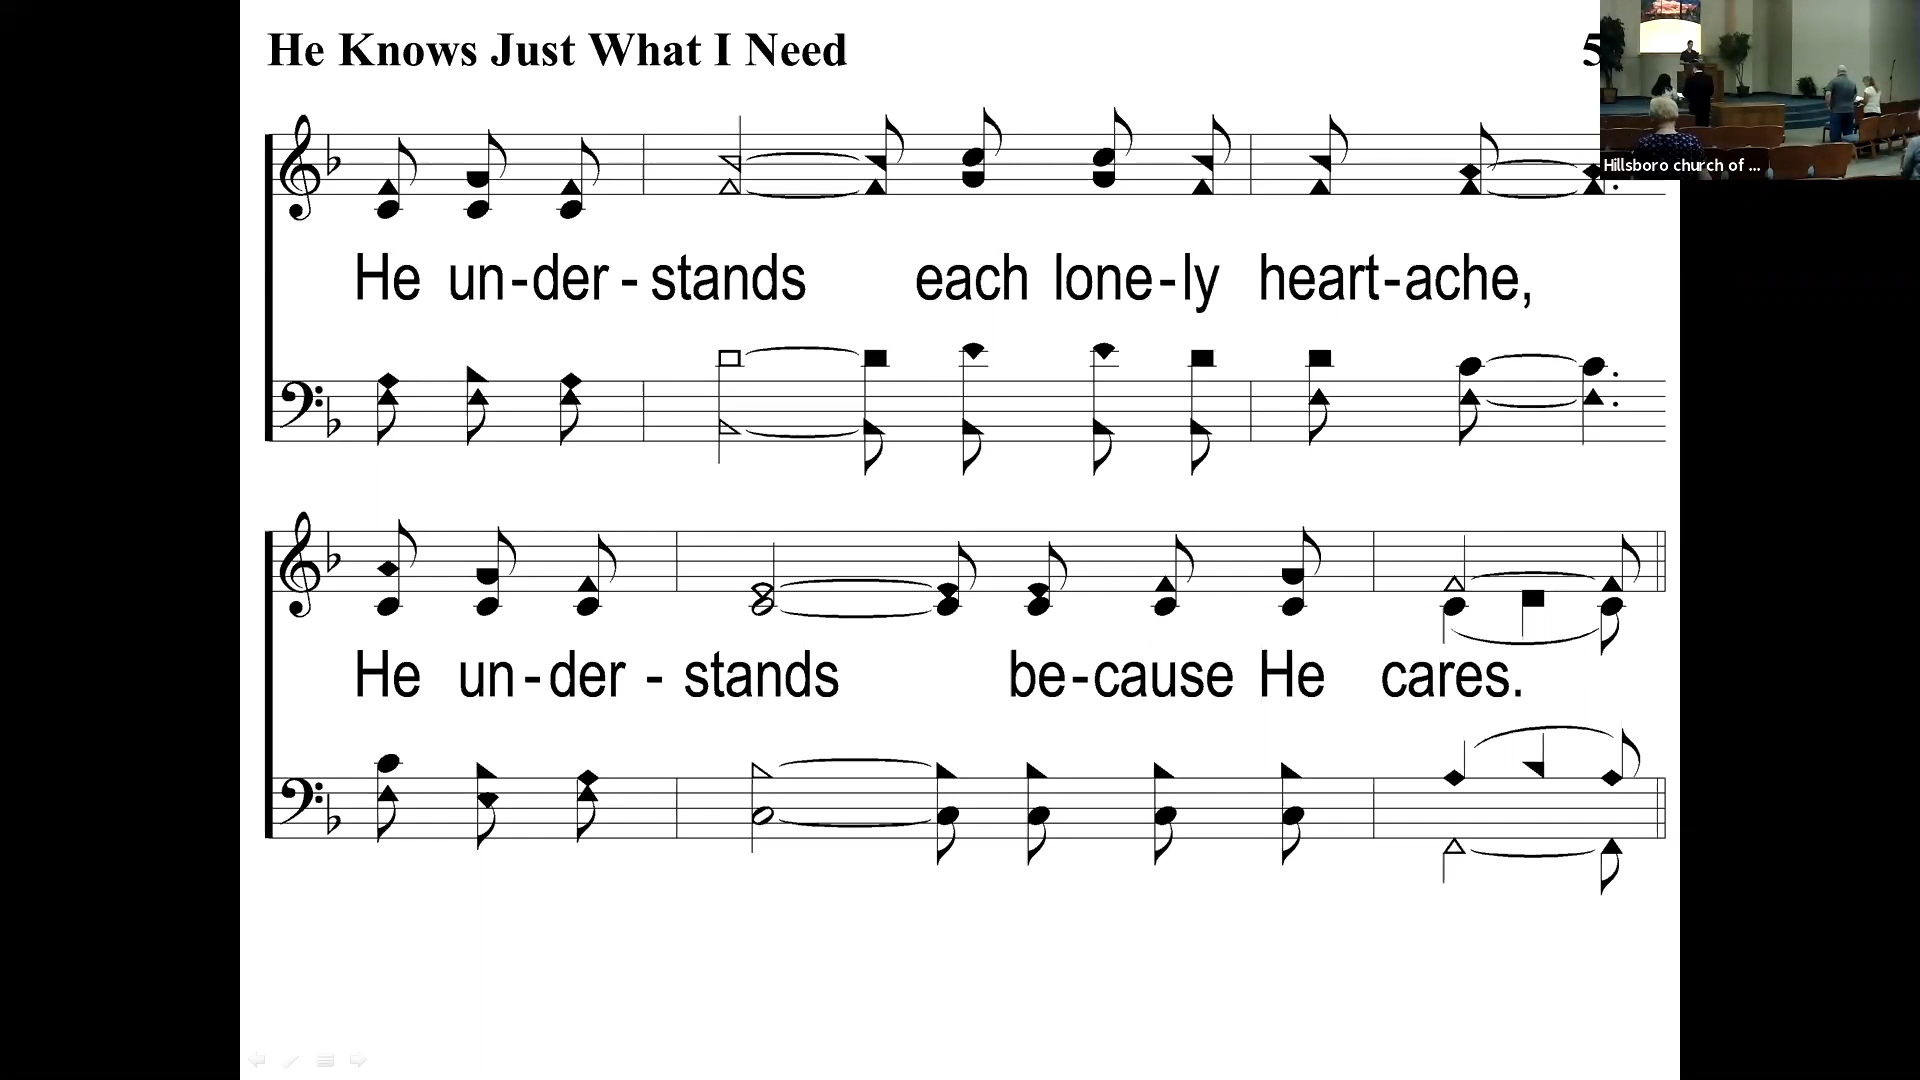 He Knows Just What I Need 5
Hillsboro church of ...
He un-der-stands each lone-ly heart-ache,
He un-der-stands be-cause He cares.